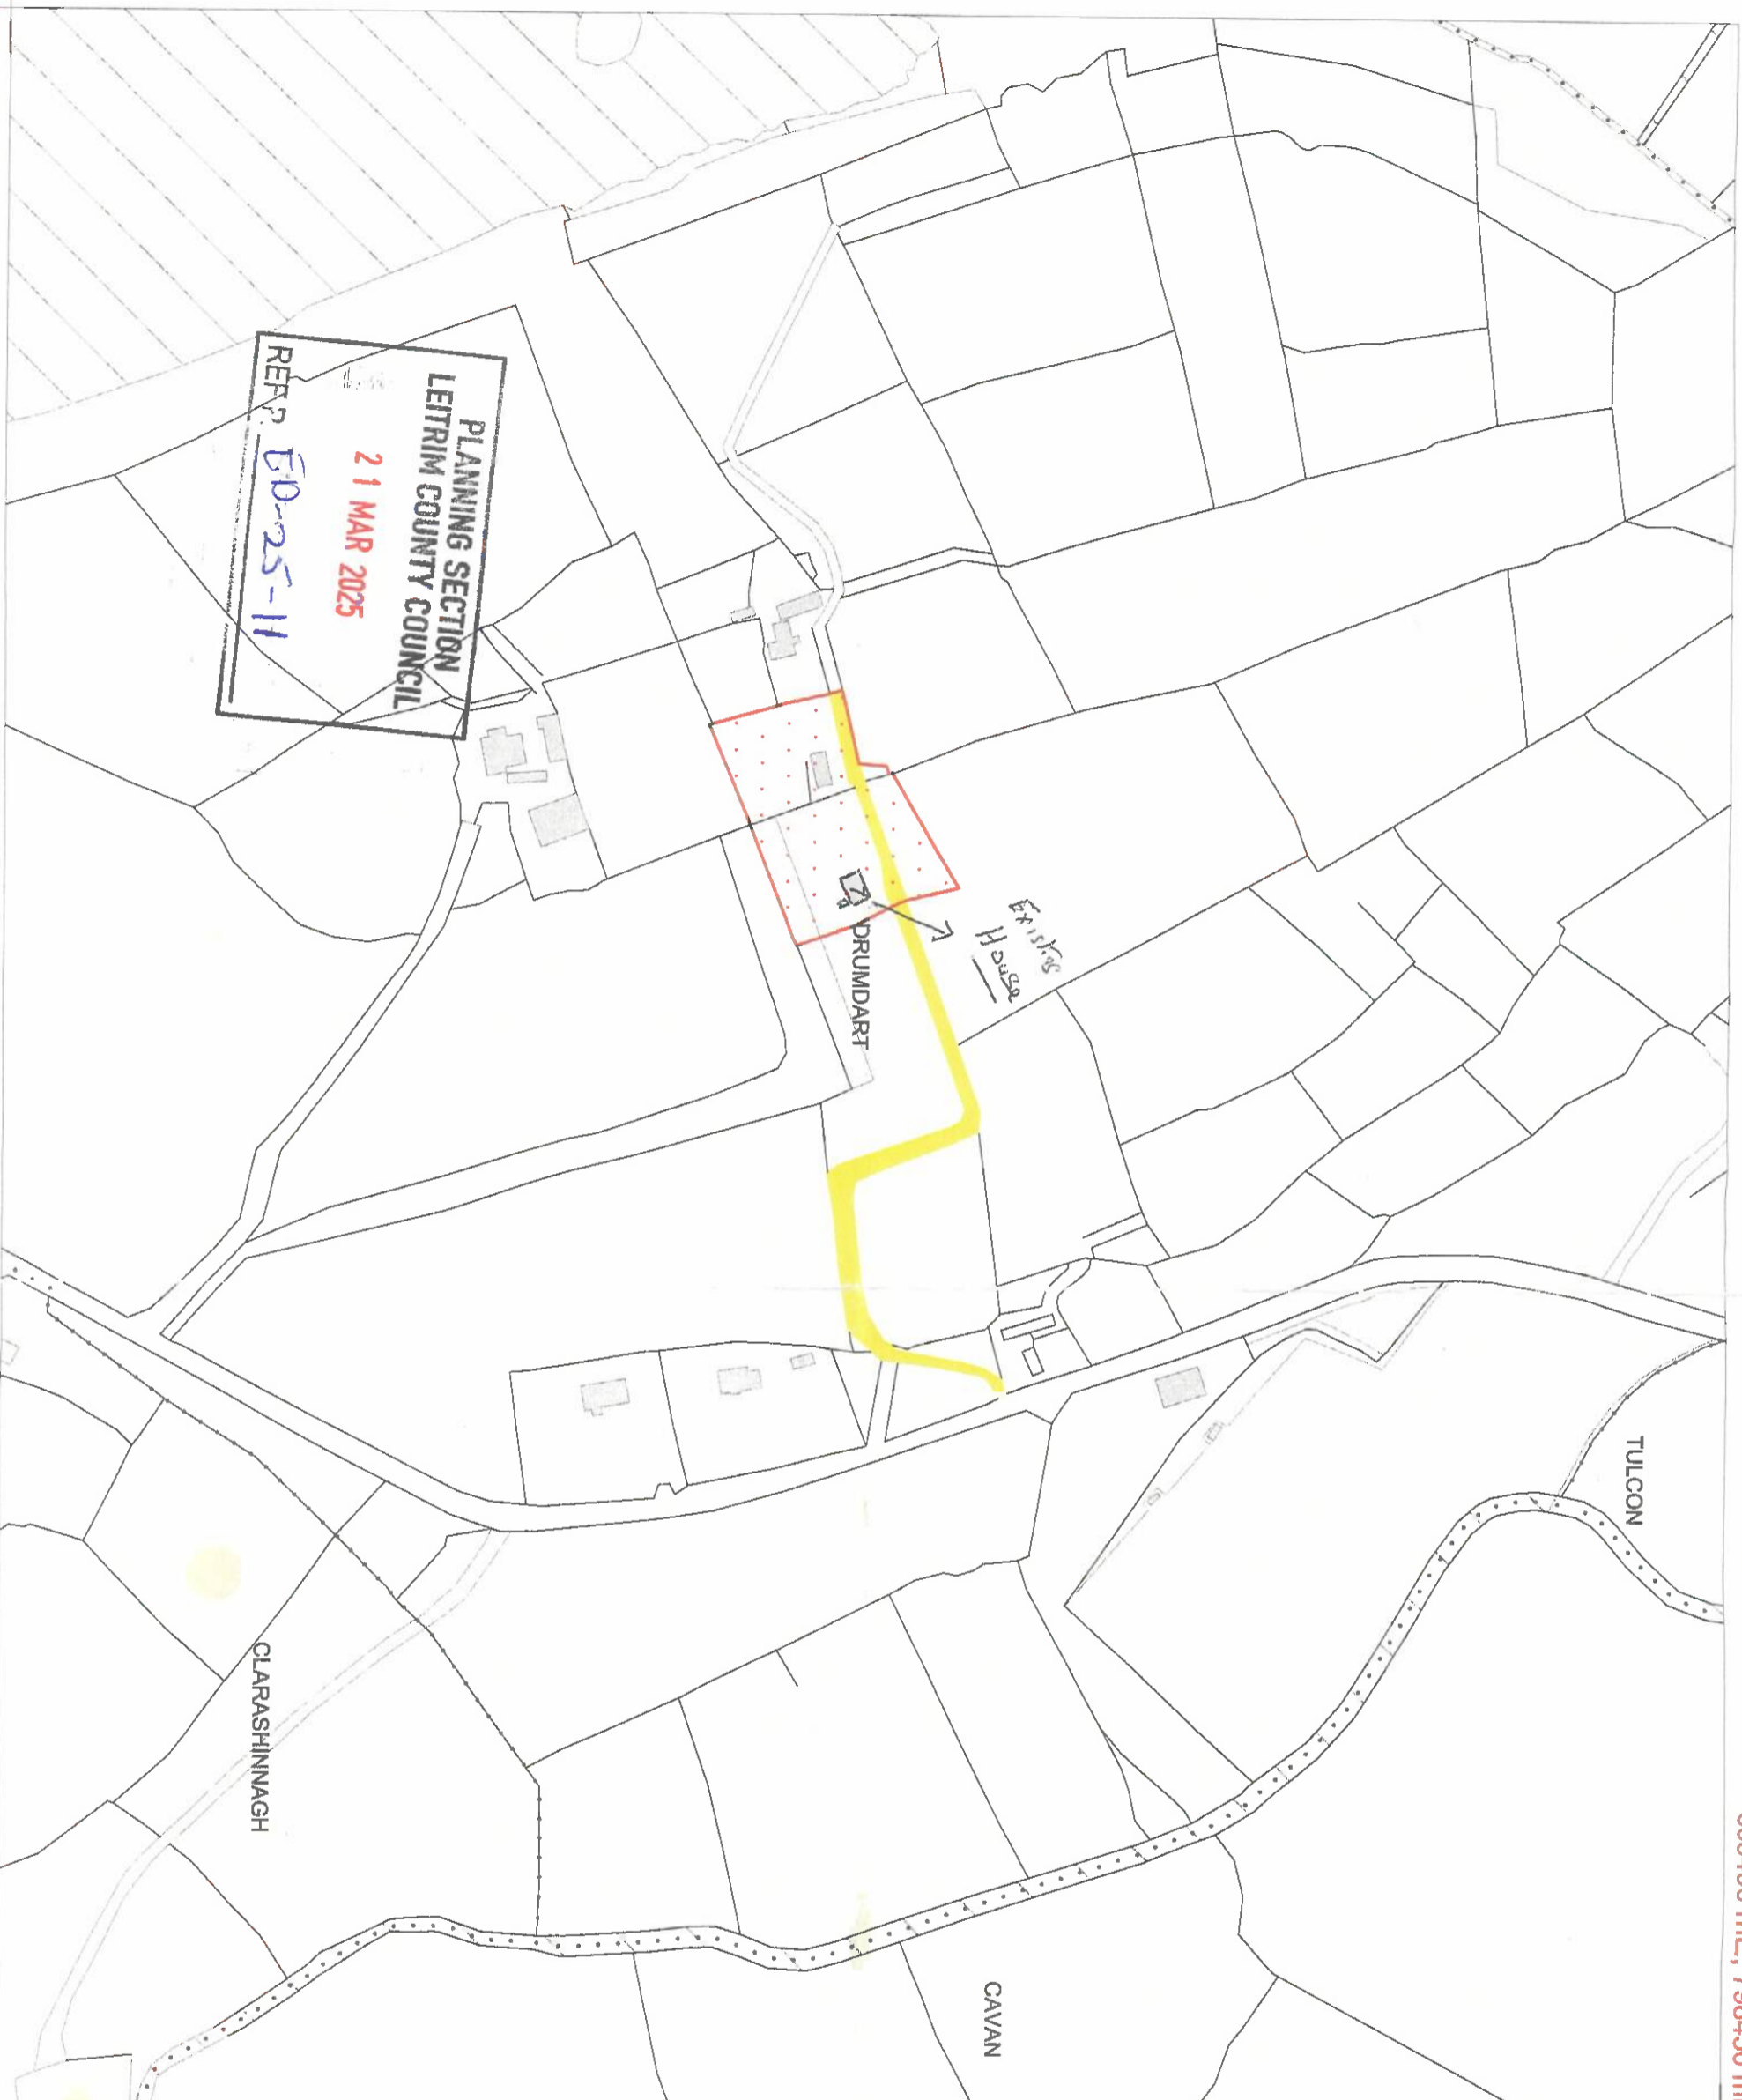 PLANNING SECTION
LEITRIM COUNTY COUNCIL
21 MAR 2025
REF. ED-25-11
Existing
House
DRUMDART
TULCON
CLARASHINNAGH
CAVAN